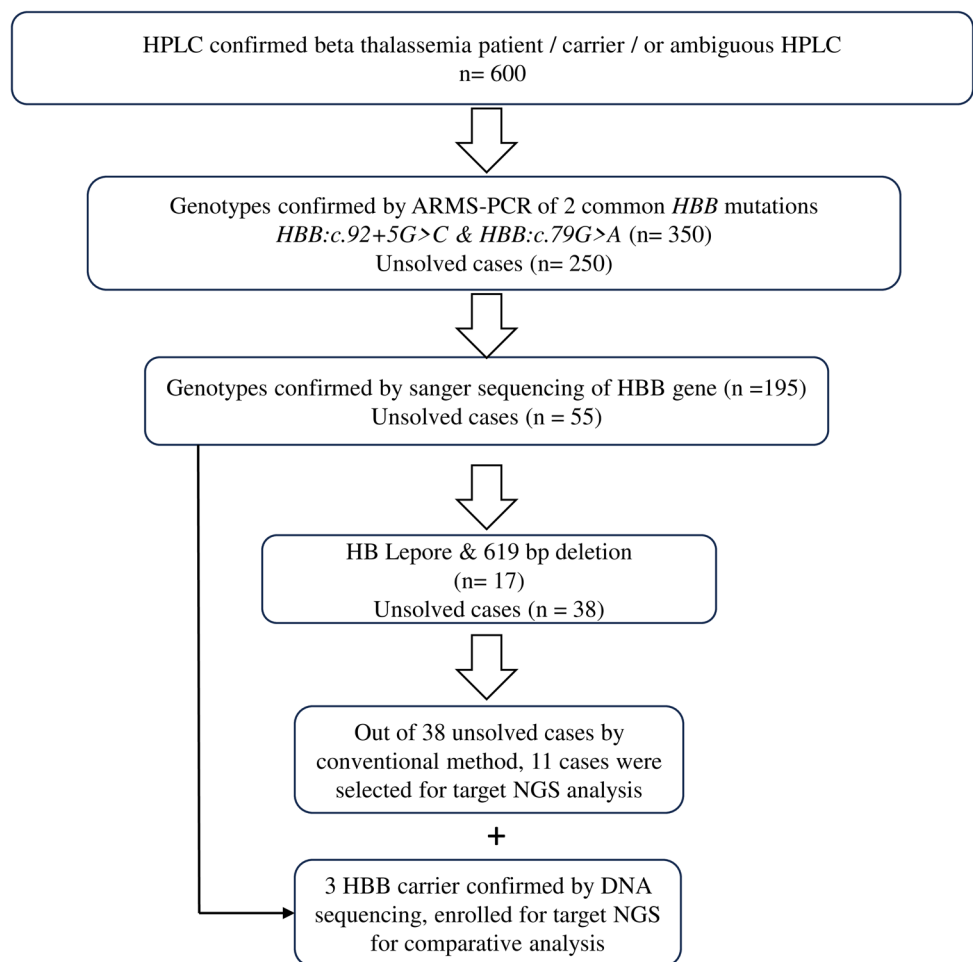 HPLC confirmed beta thalassemia patient / carrier / or ambiguous HPLC
n= 600
Genotypes confirmed by ARMS-PCR of 2 common HBB mutations
HBB:c.92+5G>C & HBB:c.79G>A (n= 350)
Unsolved cases (n= 250)
Genotypes confirmed by sanger sequencing of HBB gene (n =195)
Unsolved cases (n = 55)
HB Lepore & 619 bp deletion
(n= 17)
Unsolved cases (n = 38)
Out of 38 unsolved cases by
conventional method, 11 cases were
selected for target NGS analysis
+
3 HBB carrier confirmed by DNA
sequencing, enrolled for target NGS
for comparative analysis